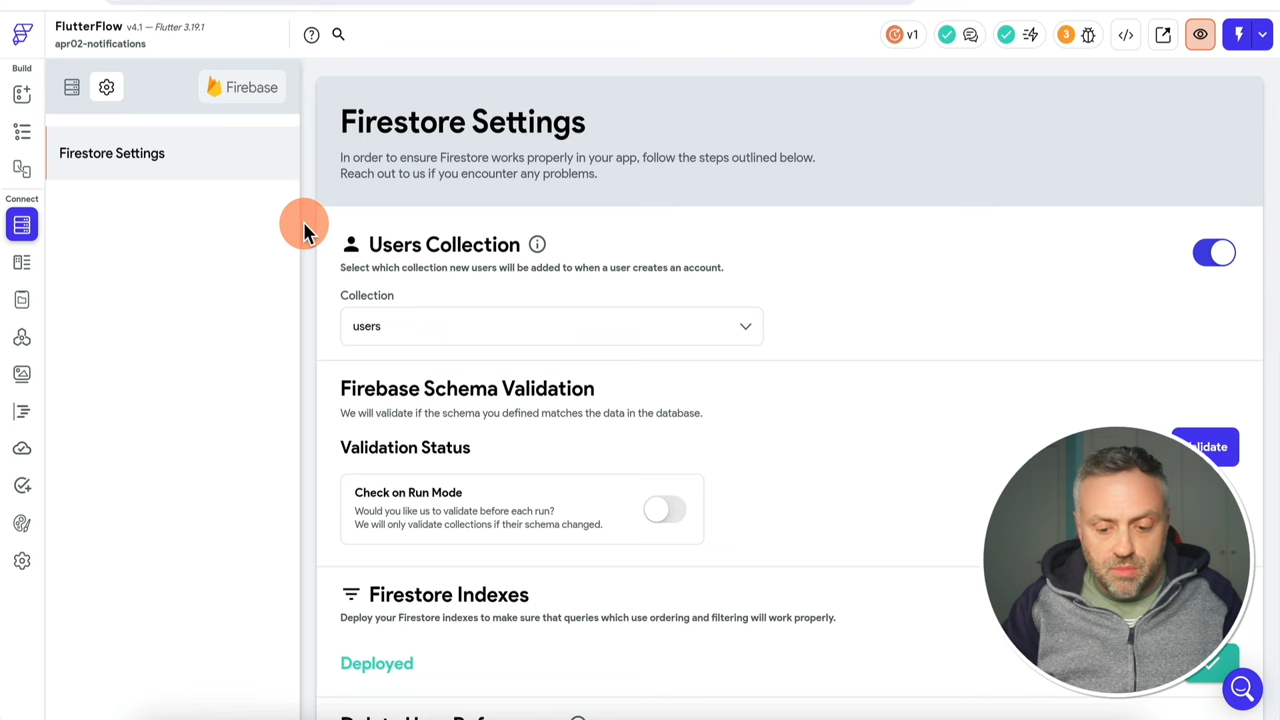 FlutterFlow v4.1 — Flutter 3.19.1
apr02-notifications
v1
3
Build
Firebase
Firestore Settings
Connect
Firestore Settings
In order to ensure Firestore works properly in your app, follow the steps outlined below.
Reach out to us if you encounter any problems.
Users Collection
Select which collection new users will be added to when a user creates an account.
Collection
users
Firebase Schema Validation
We will validate if the schema you defined matches the data in the database.
Validation Status
Check on Run Mode
Would you like us to validate before each run?
We will only validate collections if their schema changed.
Firestore Indexes
Deploy your Firestore indexes to make sure that queries which use ordering and filtering will work properly.
Deployed